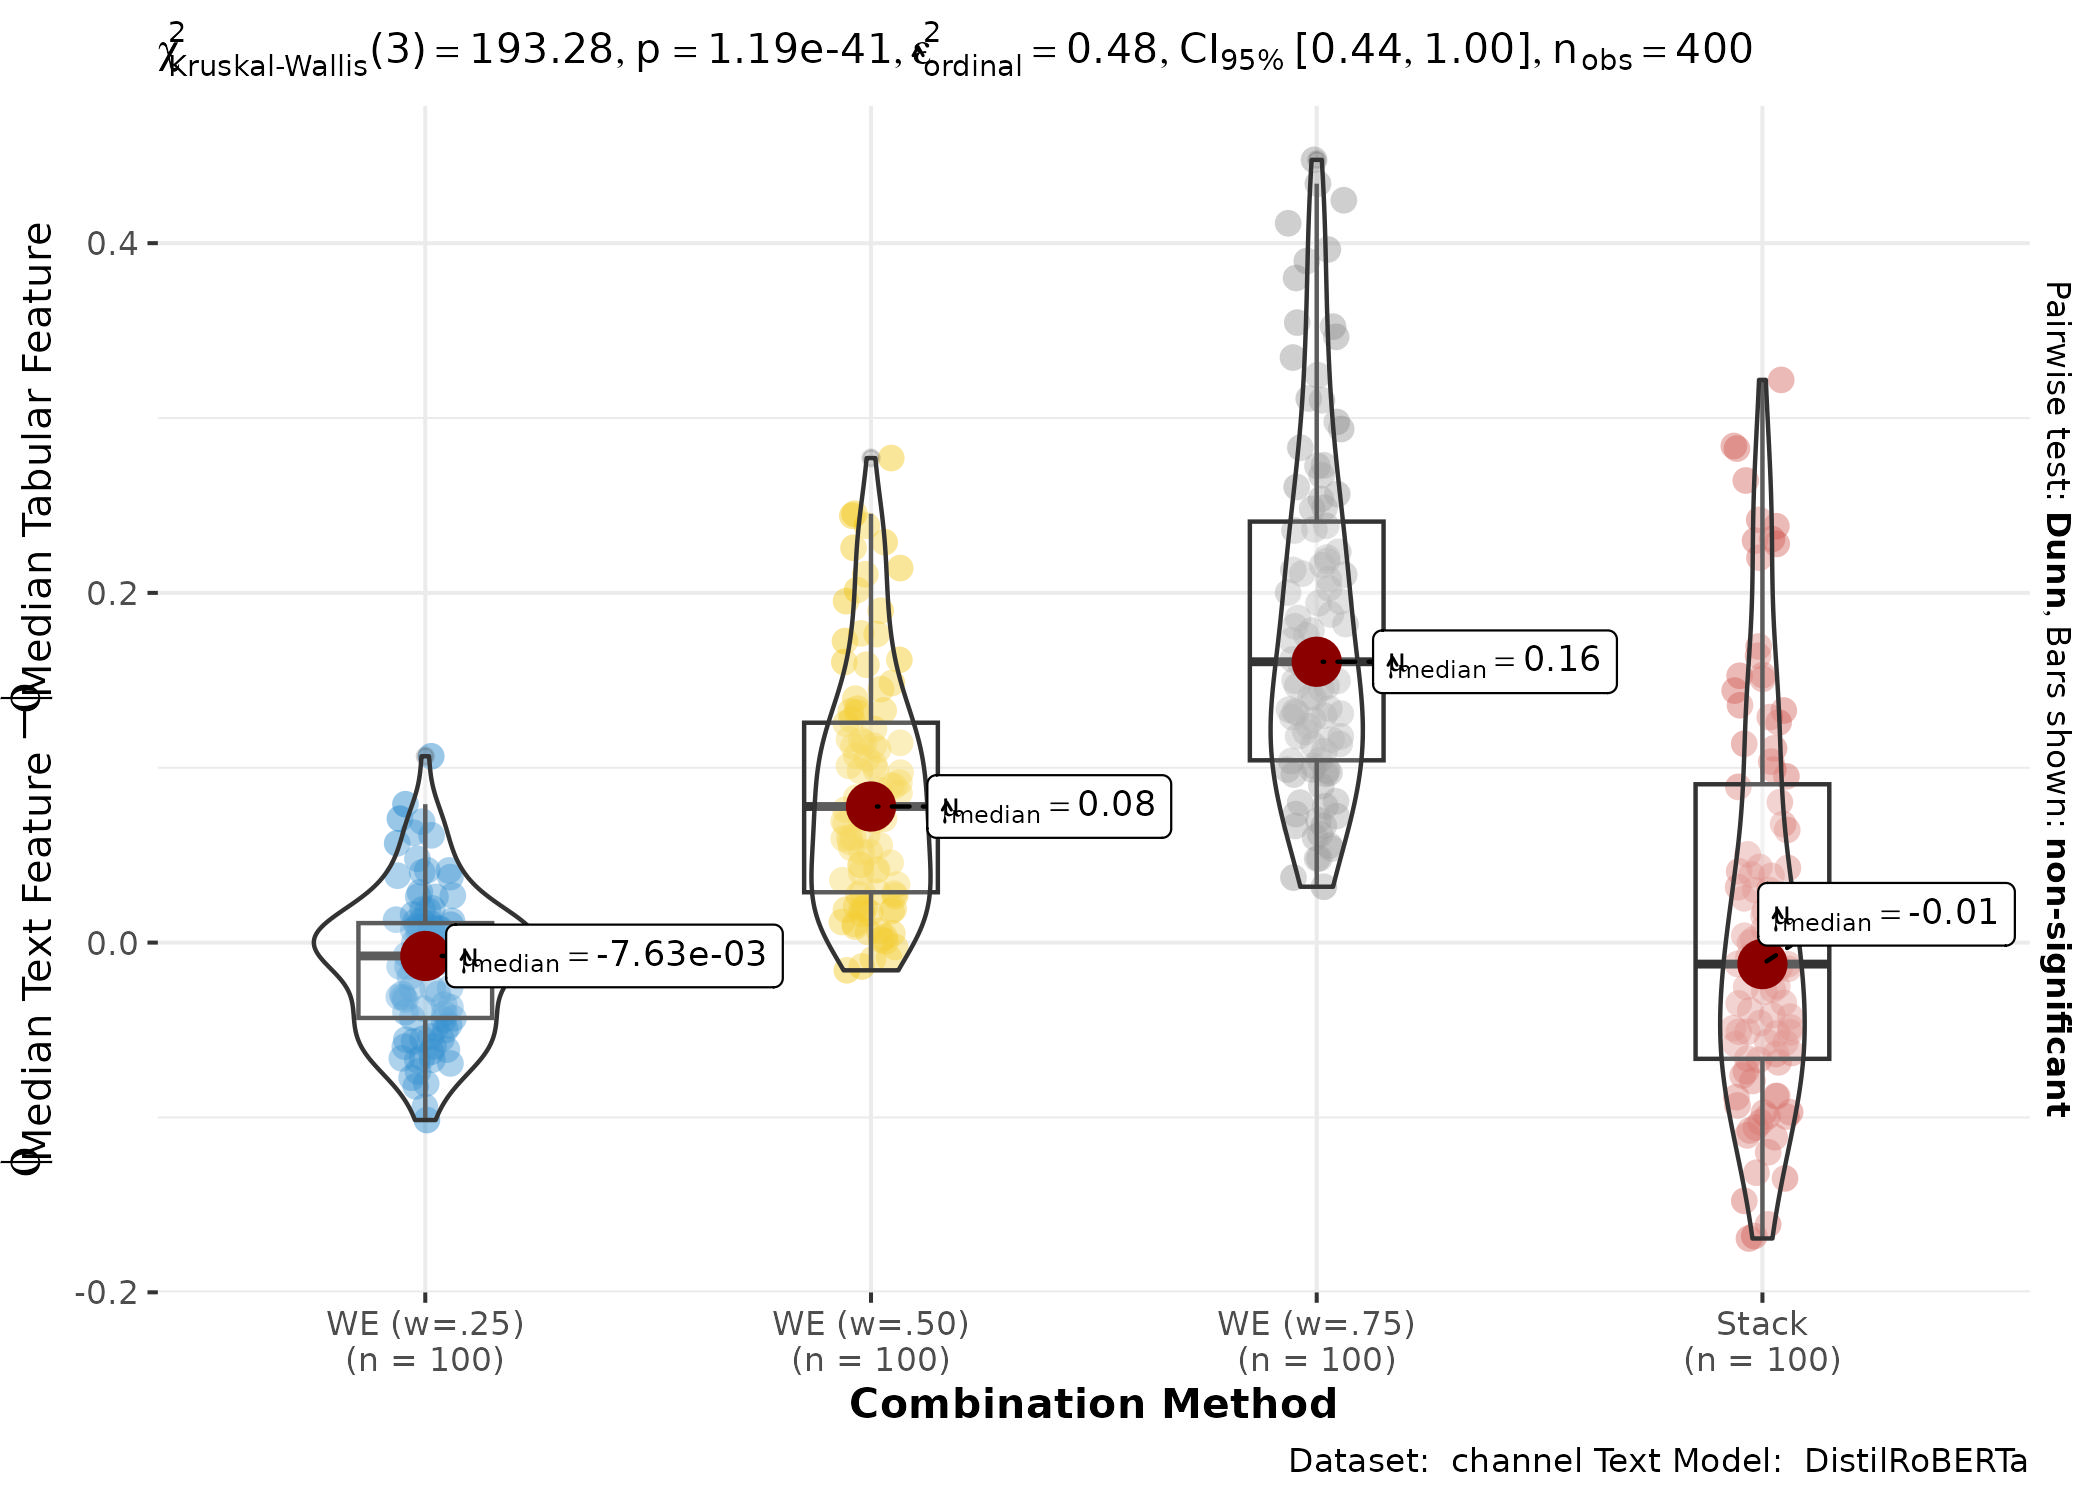 χ²Kruskal-Wallis(3) = 193.28, p = 1.19e-41, ε̂²ordinal = 0.48, CI95% [0.44, 1.00], nobs = 400
ϕMedian Text Feature − ϕMedian Tabular Feature
0.4
0.2
0.0
-0.2
μ̂median = -7.63e-03
μ̂median = 0.08
μ̂median = 0.16
μ̂median = -0.01
Pairwise test: Dunn, Bars shown: non-significant
WE (w=.25)
(n = 100)
WE (w=.50)
(n = 100)
WE (w=.75)
(n = 100)
Stack
(n = 100)
Combination Method
Dataset:  channel Text Model:  DistilRoBERTa